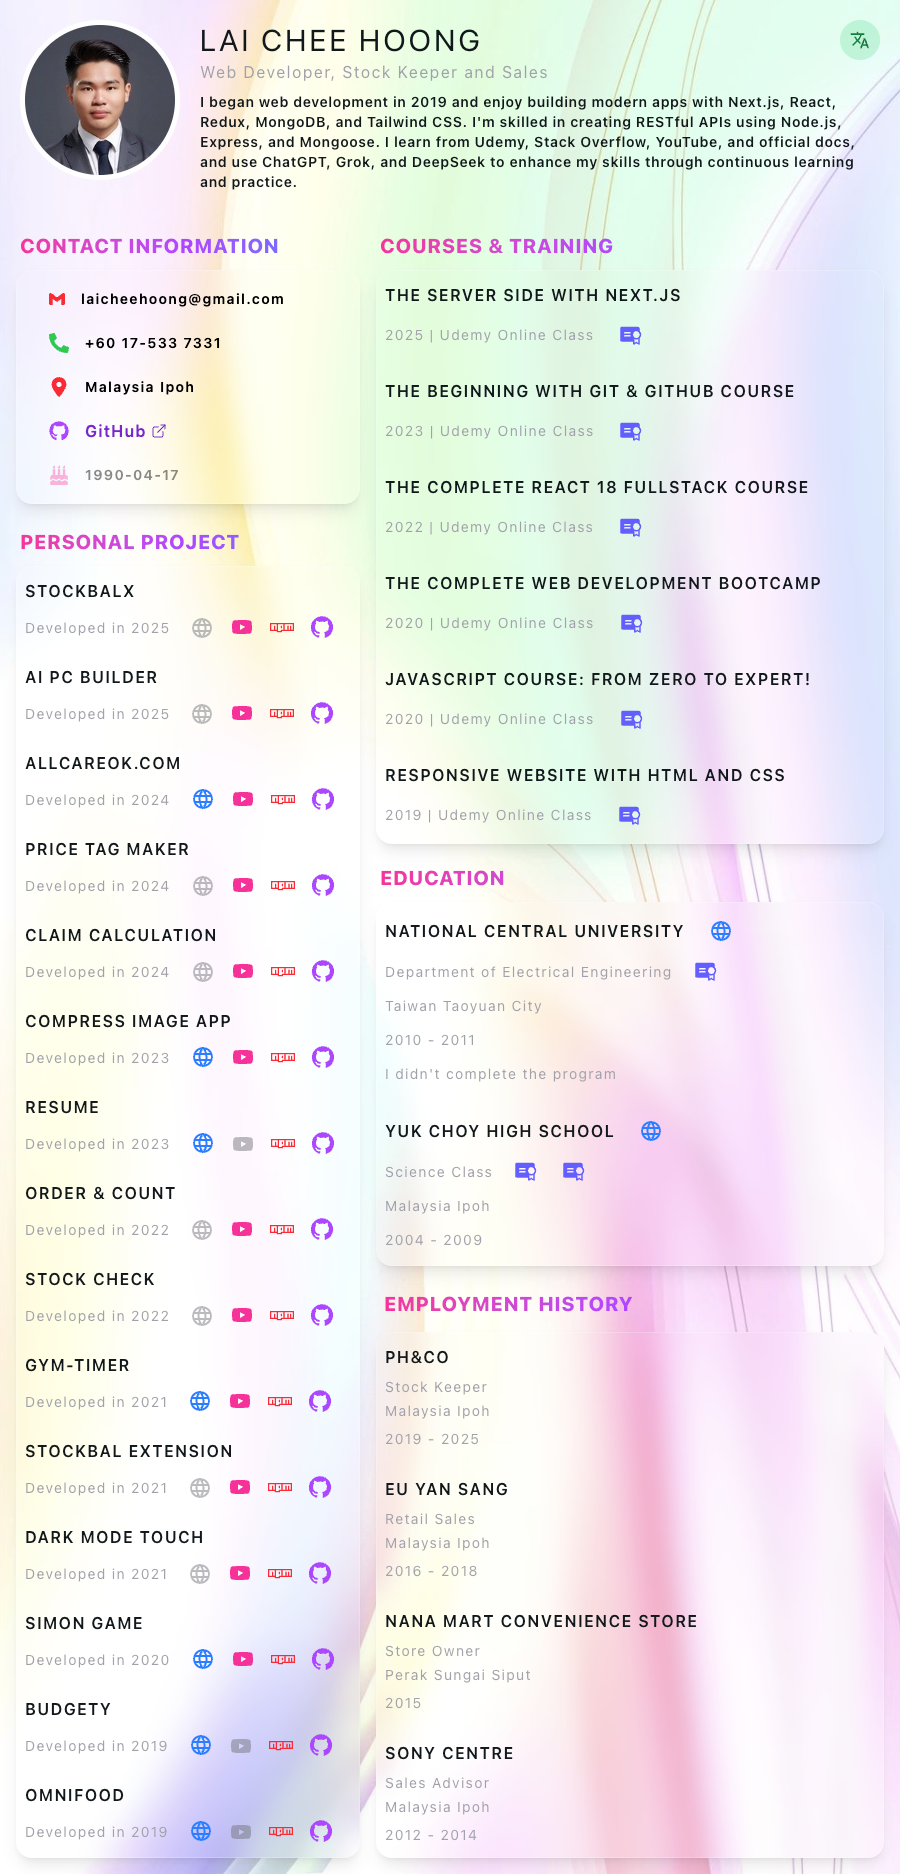 LAI CHEE HOONG
Web Developer, Stock Keeper and Sales
I began web development in 2019 and enjoy building modern apps with Next.js, React,
Redux, MongoDB, and Tailwind CSS. I'm skilled in creating RESTful APIs using Node.js,
Express, and Mongoose. I learn from Udemy, Stack Overflow, YouTube, and official docs,
and use ChatGPT, Grok, and DeepSeek to enhance my skills through continuous learning
and practice.
CONTACT INFORMATION
laicheehoong@gmail.com
+60 17-533 7331
Malaysia Ipoh
GitHub
1990-04-17
PERSONAL PROJECT
STOCKBALX
Developed in 2025
AI PC BUILDER
Developed in 2025
ALLCAREOK.COM
Developed in 2024
PRICE TAG MAKER
Developed in 2024
CLAIM CALCULATION
Developed in 2024
COMPRESS IMAGE APP
Developed in 2023
RESUME
Developed in 2023
ORDER & COUNT
Developed in 2022
STOCK CHECK
Developed in 2022
GYM-TIMER
Developed in 2021
STOCKBAL EXTENSION
Developed in 2021
DARK MODE TOUCH
Developed in 2021
SIMON GAME
Developed in 2020
BUDGETY
Developed in 2019
OMNIFOOD
Developed in 2019
COURSES & TRAINING
THE SERVER SIDE WITH NEXT.JS
2025 | Udemy Online Class
THE BEGINNING WITH GIT & GITHUB COURSE
2023 | Udemy Online Class
THE COMPLETE REACT 18 FULLSTACK COURSE
2022 | Udemy Online Class
THE COMPLETE WEB DEVELOPMENT BOOTCAMP
2020 | Udemy Online Class
JAVASCRIPT COURSE: FROM ZERO TO EXPERT!
2020 | Udemy Online Class
RESPONSIVE WEBSITE WITH HTML AND CSS
2019 | Udemy Online Class
EDUCATION
NATIONAL CENTRAL UNIVERSITY
Department of Electrical Engineering
Taiwan Taoyuan City
2010 - 2011
I didn't complete the program
YUK CHOY HIGH SCHOOL
Science Class
Malaysia Ipoh
2004 - 2009
EMPLOYMENT HISTORY
PH&CO
Stock Keeper
Malaysia Ipoh
2019 - 2025
EU YAN SANG
Retail Sales
Malaysia Ipoh
2016 - 2018
NANA MART CONVENIENCE STORE
Store Owner
Perak Sungai Siput
2015
SONY CENTRE
Sales Advisor
Malaysia Ipoh
2012 - 2014